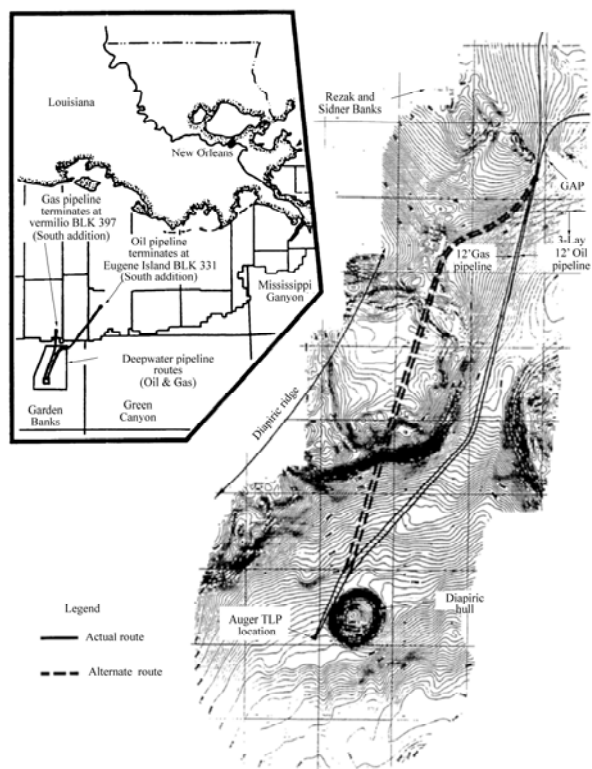 Louisiana
New Orleans
Gas pipeline
terminates at
vermilio BLK 397
(South addition)
Oil pipeline
terminates at
Eugene Island BLK 331
(South addition)
Mississippi
Ganyon
Deepwater pipeline
routes
(Oil & Gas)
Garden
Banks
Green
Canyon
Rezak and
Sidner Banks
GAP
12'Gas
pipeline
12' Oil
pipeline
Diapiric ridge
Diapiric
hull
Auger TLP
location
Legend
Actual route
Alternate route